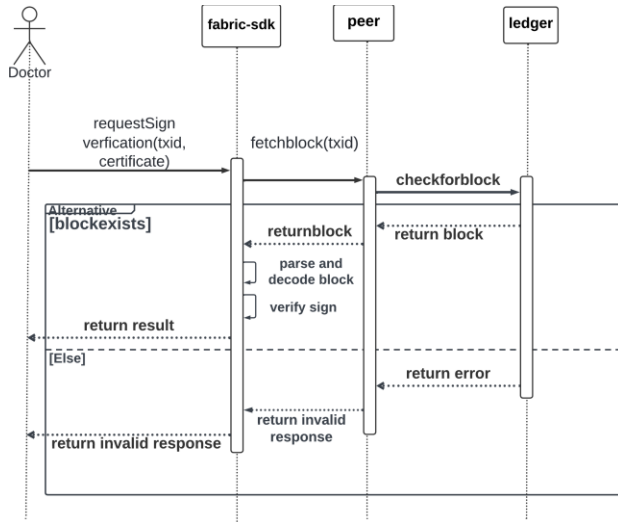 fabric-sdk
peer
ledger
Doctor
requestSign
verfication(txid,
certificate)
fetchblock(txid)
checkforblock
Alternative
[blockexists]
returnblock
return block
parse and
decode block
verify sign
return result
[Else]
return error
return invalid
response
return invalid response